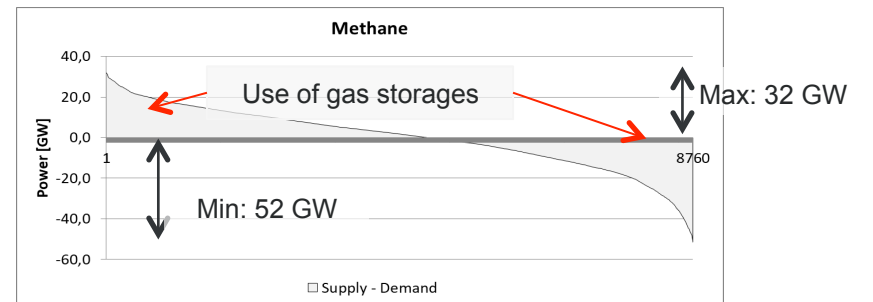 Methane
40,0
20,0
0,0
-20,0
-40,0
-60,0
Power [GW]
Use of gas storages
Max: 32 GW
1
8760
Min: 52 GW
Supply - Demand